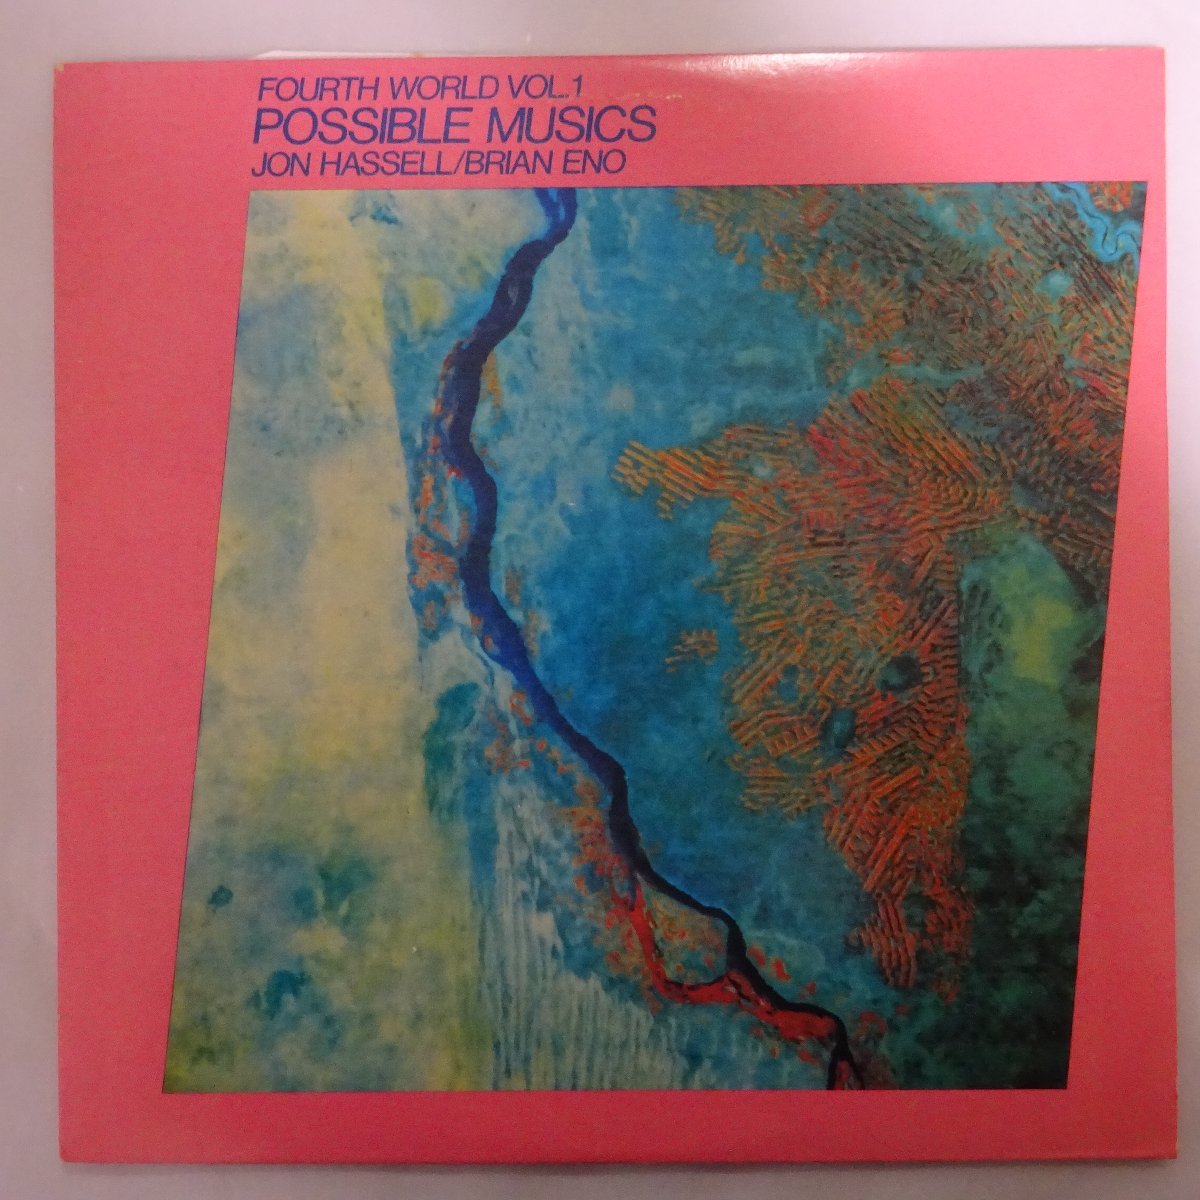 FOURTH WORLD VOL.1
POSSIBLE MUSICS
JON HASSELL/BRIAN ENO